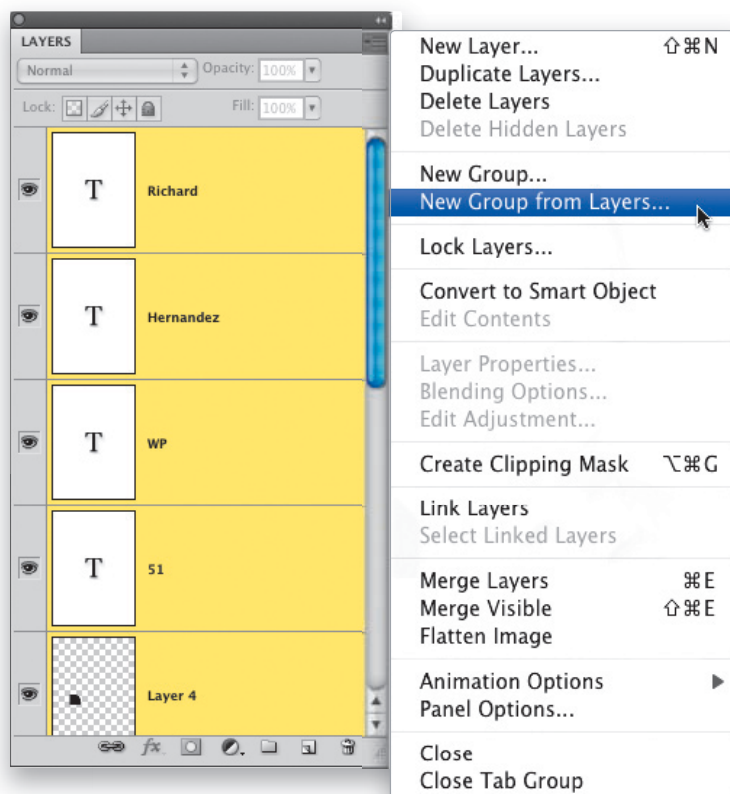 LAYERS
Normal Opacity: 100%
Lock: Fill: 100%
T Richard
T Hernandez
T WP
T 51
Layer 4
fx
New Layer... ⇧⌘N
Duplicate Layers...
Delete Layers
Delete Hidden Layers
New Group...
New Group from Layers...
Lock Layers...
Convert to Smart Object
Edit Contents
Layer Properties...
Blending Options...
Edit Adjustment...
Create Clipping Mask ⌥⌘G
Link Layers
Select Linked Layers
Merge Layers ⌘E
Merge Visible ⇧⌘E
Flatten Image
Animation Options
Panel Options...
Close
Close Tab Group